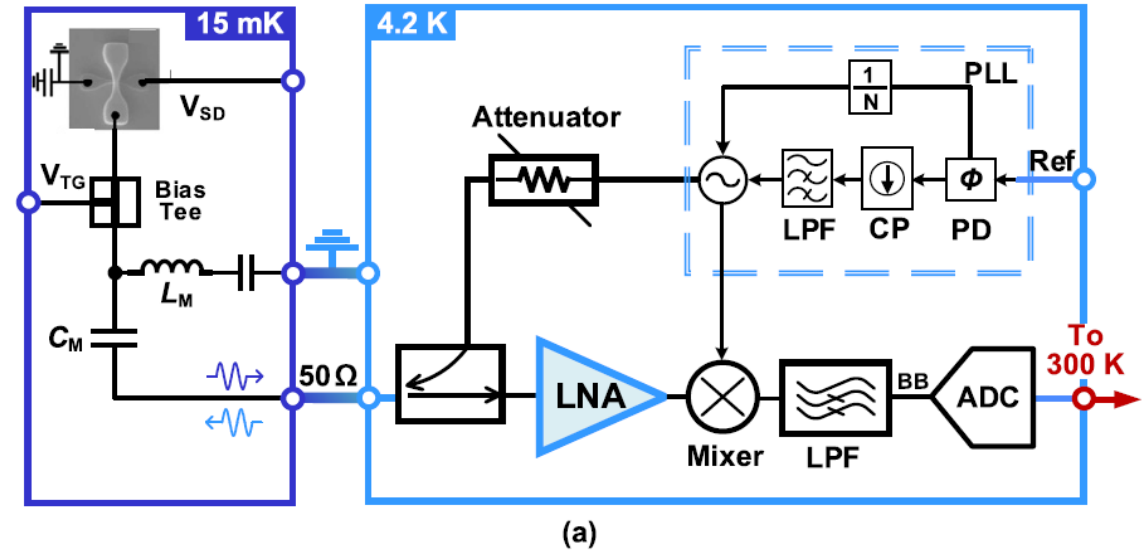 15 mK
4.2 K
V_SD
V_TG
Bias
Tee
L_M
C_M
50 Ω
Attenuator
PLL
1
N
Ref
LPF
CP
ϕ
PD
LNA
Mixer
LPF
BB
ADC
To
300 K
(a)